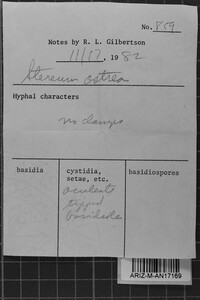 No. 859
Notes by R. L. Gilbertson
11/17, 1982
Stereum ostrea
Hyphal characters
no clamps
basidia
cystidia, setae, etc.
basidiospores
aculeate
tipped
ARIZ-M-AN17169